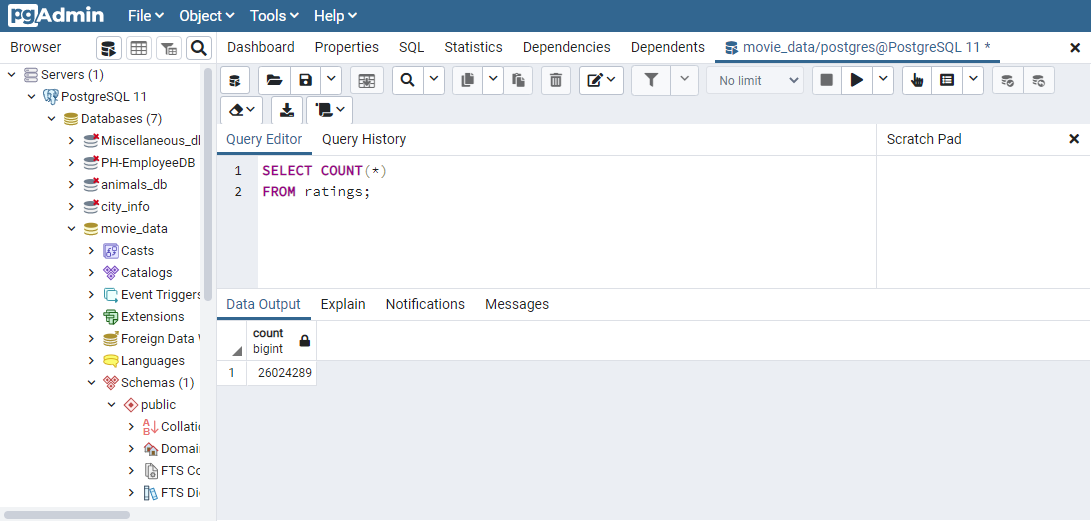 pgAdmin File Object Tools Help
Browser
Dashboard Properties SQL Statistics Dependencies Dependents movie_data/postgres@PostgreSQL 11 *
No limit
Servers (1)
PostgreSQL 11
Databases (7)
Miscellaneous_d
PH-EmployeeDB
animals_db
city_info
movie_data
Casts
Catalogs
Event Triggers
Extensions
Foreign Data
Languages
Schemas (1)
public
Collatio
Domai
FTS Co
FTS Di
Query Editor Query History
Scratch Pad
1 SELECT COUNT(*)
2 FROM ratings;
Data Output Explain Notifications Messages
count
bigint
1 26024289